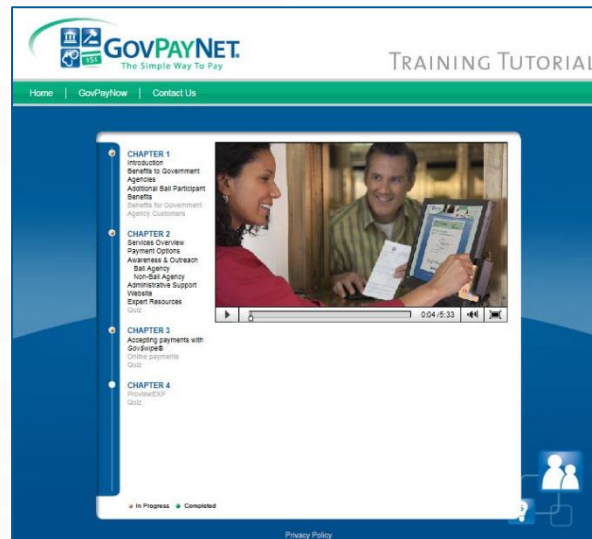 GOVPAYNET.
The Simple Way To Pay
TRAINING TUTORIAL
Home | GovPayNow | Contact Us
CHAPTER 1
Introduction
Benefits to Government
Agencies
Additional Bail Participant
Benefits
Benefits for Government
Agency Customers
CHAPTER 2
Services Overview
Payment Options
Awareness & Outreach
Bail Agency
Non-Bail Agency
Administrative Support
Website
Expert Resources
Quiz
CHAPTER 3
Accepting payments with
GovSwipe®
Online payments
Quiz
CHAPTER 4
ProviewEXP
Quiz
0:04 /5:33
In Progress Completed
Privacy Policy